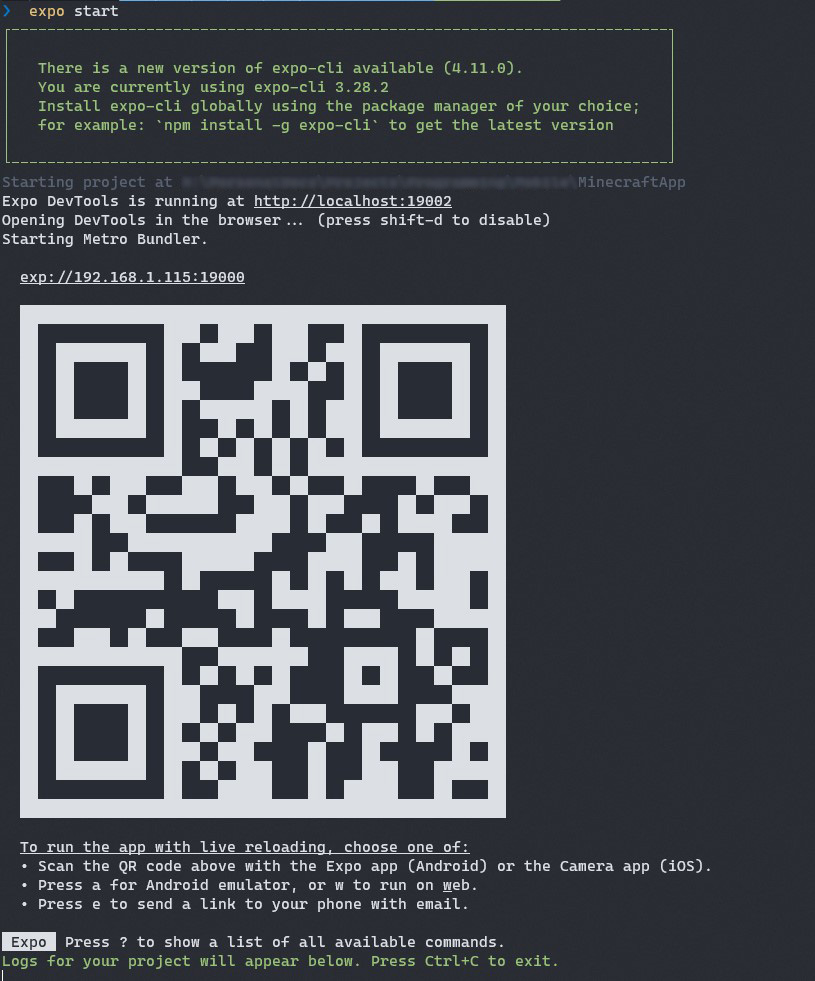 ❯ expo start
There is a new version of expo-cli available (4.11.0).
You are currently using expo-cli 3.28.2
Install expo-cli globally using the package manager of your choice;
for example: `npm install -g expo-cli` to get the latest version
Starting project at MinecraftApp
Expo DevTools is running at http://localhost:19002
Opening DevTools in the browser... (press shift-d to disable)
Starting Metro Bundler.
exp://192.168.1.115:19000
To run the app with live reloading, choose one of:
• Scan the QR code above with the Expo app (Android) or the Camera app (iOS).
• Press a for Android emulator, or w to run on web.
• Press e to send a link to your phone with email.
Expo Press ? to show a list of all available commands.
Logs for your project will appear below. Press Ctrl+C to exit.